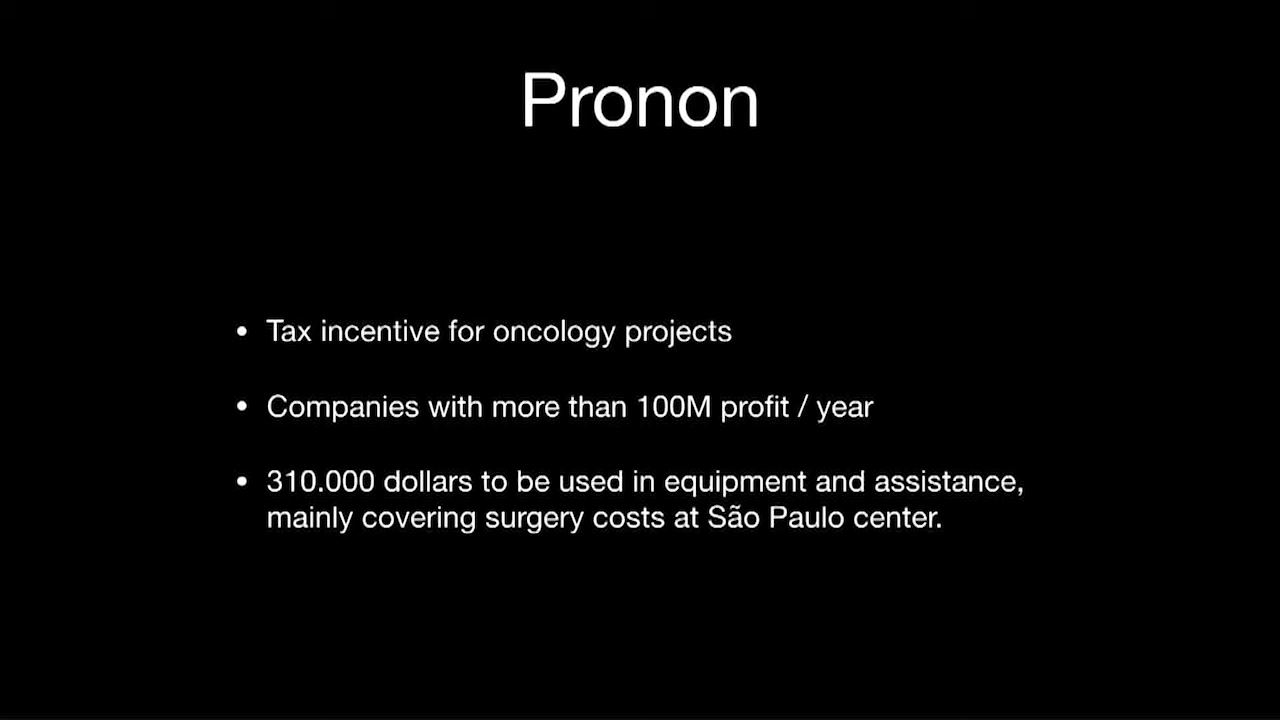 Pronon
• Tax incentive for oncology projects
• Companies with more than 100M profit / year
• 310.000 dollars to be used in equipment and assistance,
mainly covering surgery costs at São Paulo center.